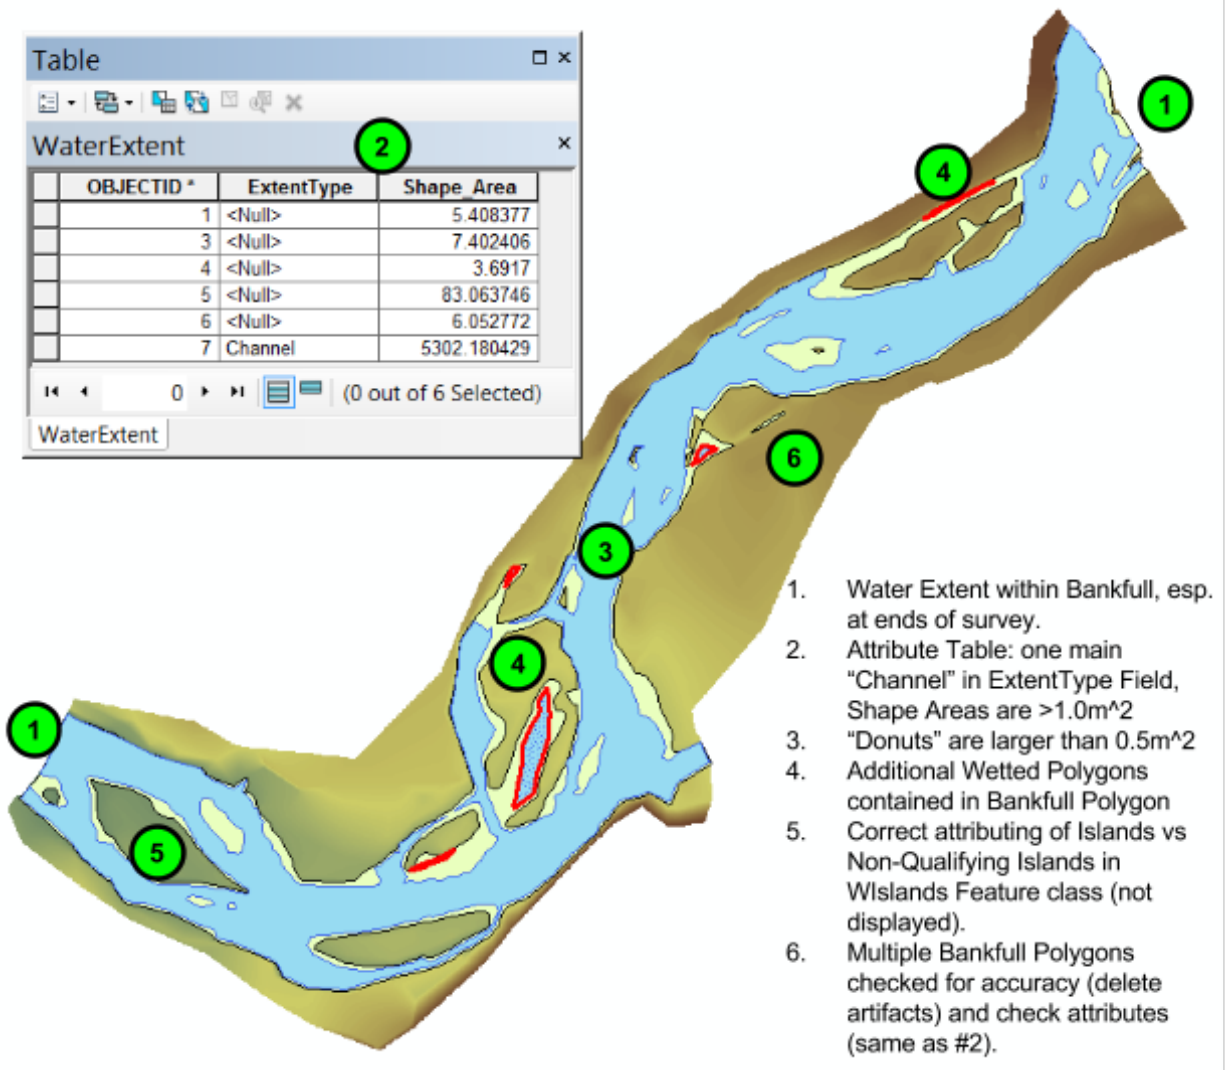 Table
WaterExtent
OBJECTID * ExtentType Shape_Area
1 <Null> 5.408377
3 <Null> 7.402406
4 <Null> 3.6917
5 <Null> 83.063746
6 <Null> 6.052772
7 Channel 5302.180429
0 (0 out of 6 Selected)
WaterExtent
2
1
4
6
3
4
1
5
1. Water Extent within Bankfull, esp.
at ends of survey.
2. Attribute Table: one main
“Channel” in ExtentType Field,
Shape Areas are >1.0m^2
3. “Donuts” are larger than 0.5m^2
4. Additional Wetted Polygons
contained in Bankfull Polygon
5. Correct attributing of Islands vs
Non-Qualifying Islands in
WIslands Feature class (not
displayed).
6. Multiple Bankfull Polygons
checked for accuracy (delete
artifacts) and check attributes
(same as #2).